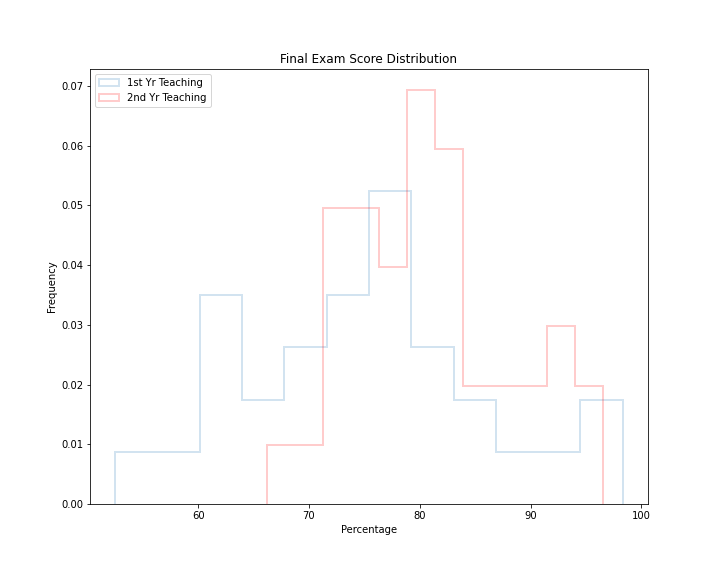 Final Exam Score Distribution
1st Yr Teaching
2nd Yr Teaching
0.07
0.06
0.05
0.04
0.03
0.02
0.01
0.00
Frequency
60 70 80 90 100
Percentage